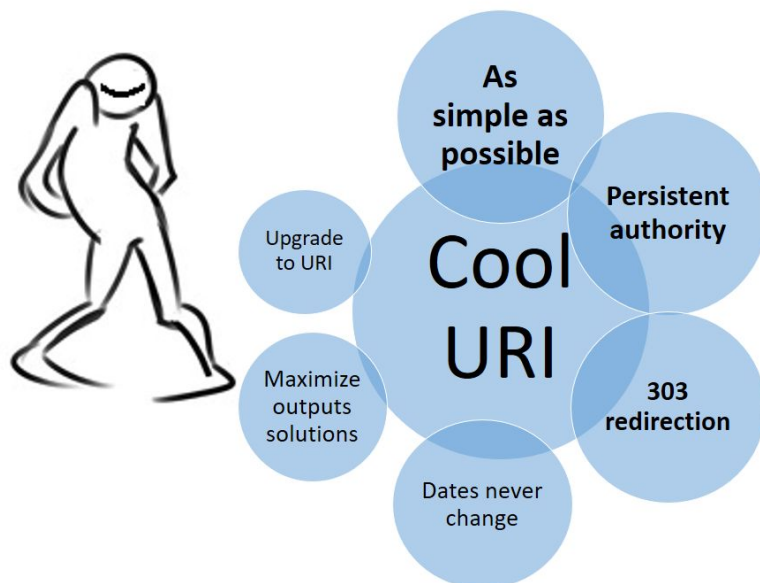 As
simple as
possible
Persistent
authority
Cool
URI
Upgrade
to URI
303
redirection
Maximize
outputs
solutions
Dates never
change